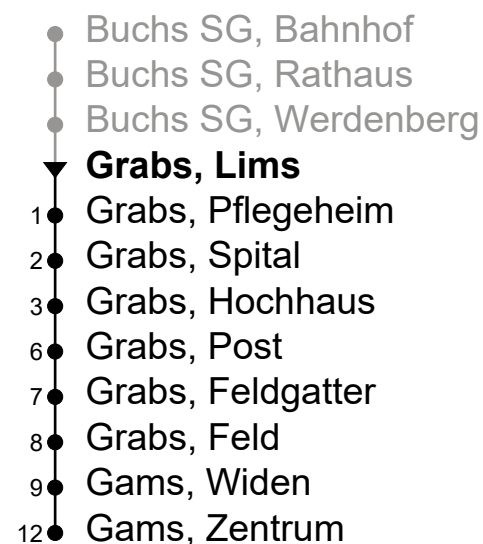 Buchs SG, Bahnhof
Buchs SG, Rathaus
Buchs SG, Werdenberg
Grabs, Lims
1 Grabs, Pflegeheim
2 Grabs, Spital
3 Grabs, Hochhaus
6 Grabs, Post
7 Grabs, Feldgatter
8 Grabs, Feld
9 Gams, Widen
12 Gams, Zentrum